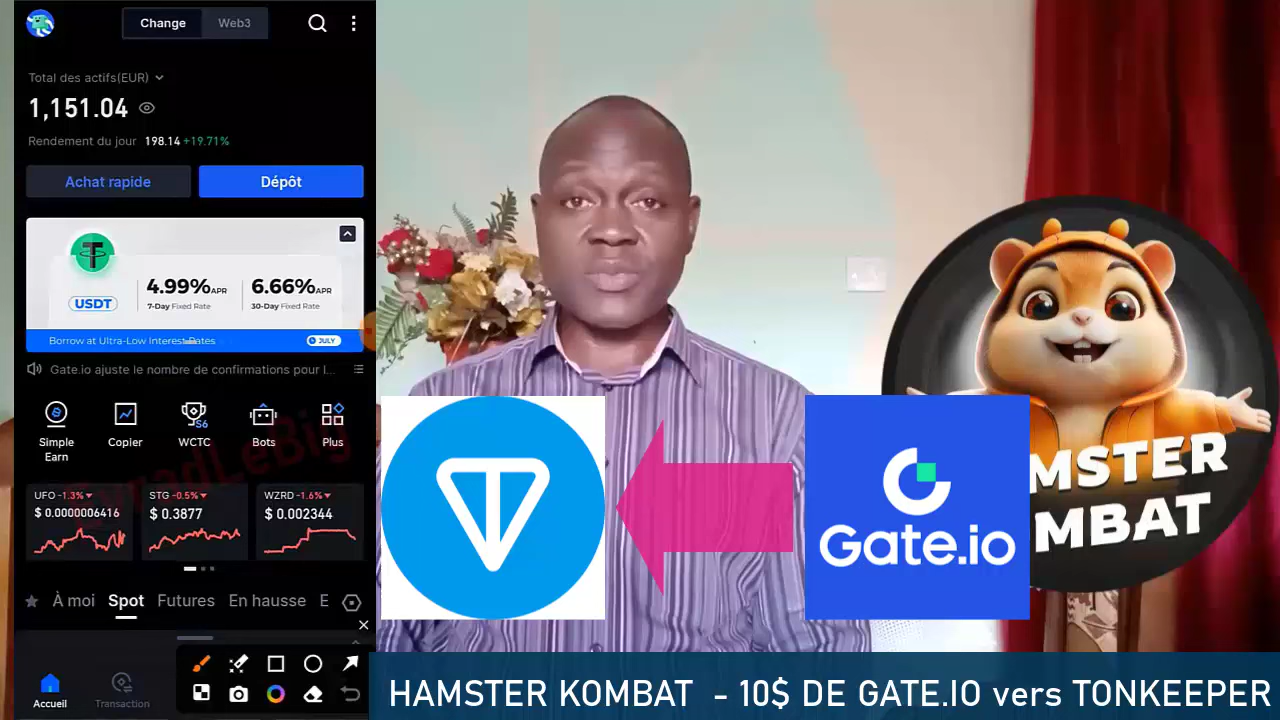 Change
Web3
Total des actifs(EUR)
1,151.04
Rendement du jour 198.14 +19.71%
Achat rapide
Dépôt
4.99%APR
7-Day Fixed Rate
6.66%APR
30-Day Fixed Rate
USDT
Borrow at Ultra-Low Interest Rates
JULY
Gate.io ajuste le nombre de confirmations pour l...
S6
Simple Earn
Copier
WCTC
Bots
Plus
UFO -1.3%
$ 0.0000006416
STG -0.5%
$ 0.3877
WZRD -1.6%
$ 0.002344
À moi
Spot
Futures
En hausse
E
Accueil
Transaction
Gate.io
MSTER
MBAT
HAMSTER KOMBAT - 10$ DE GATE.IO vers TONKEEPER